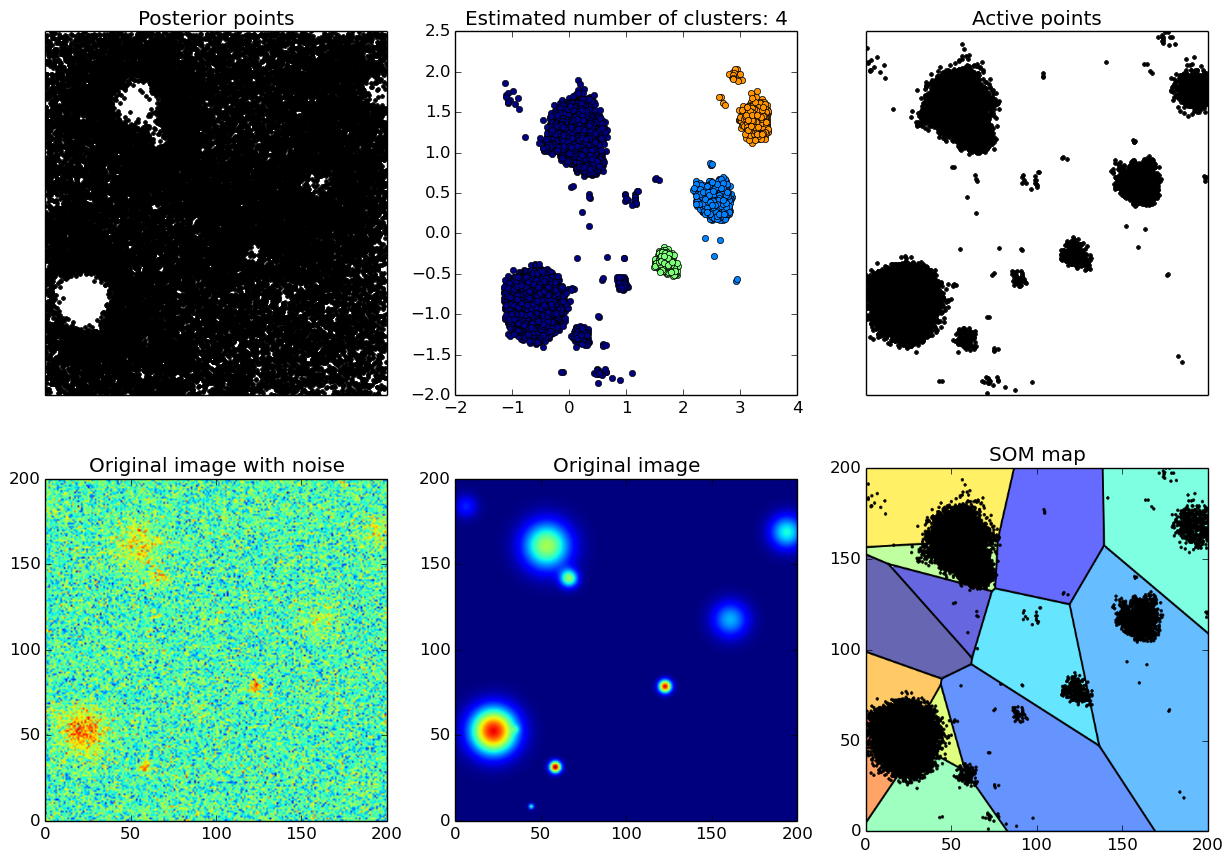 Posterior points
Estimated number of clusters: 4
Active points
2.5
2.0
1.5
1.0
0.5
0.0
−0.5
−1.0
−1.5
−2.0
−2 −1 0 1 2 3 4
Original image with noise
Original image
SOM map
200
150
100
50
0
0 50 100 150 200
200
150
100
50
0
0 50 100 150 200
200
150
100
50
0
0 50 100 150 200